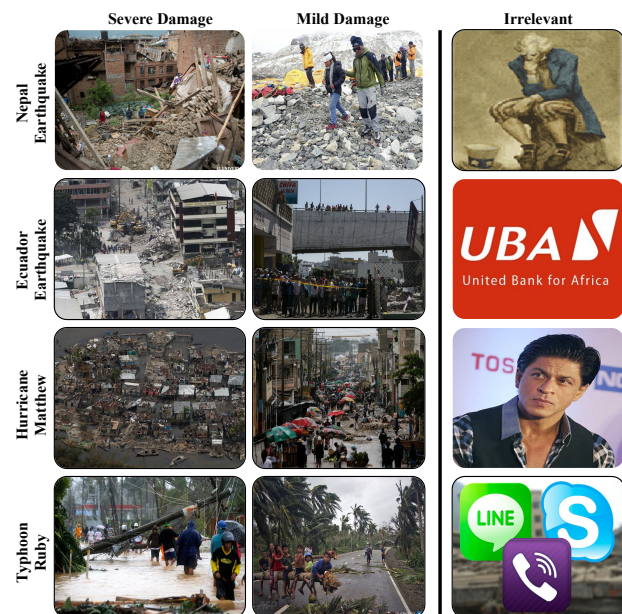 Severe Damage Mild Damage Irrelevant
Nepal
Earthquake
Ecuador
Earthquake
UBA
United Bank for Africa
Hurricane
Matthew
TOS
Typhoon
Ruby
LINE
S